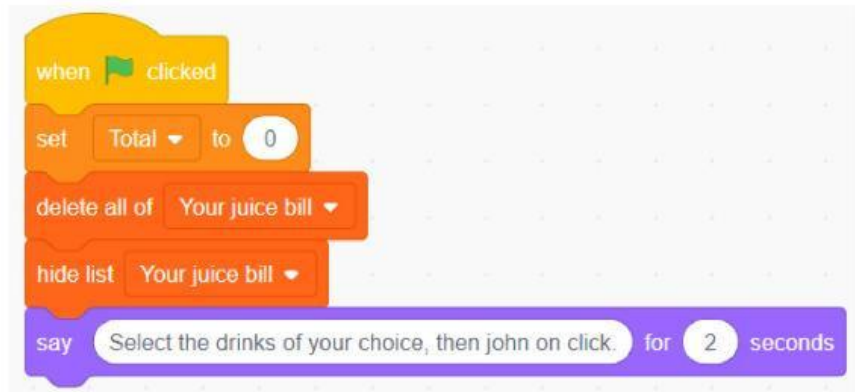 when clicked
set Total to 0
delete all of Your juice bill
hide list Your juice bill
say Select the drinks of your choice, then john on click. for 2 seconds